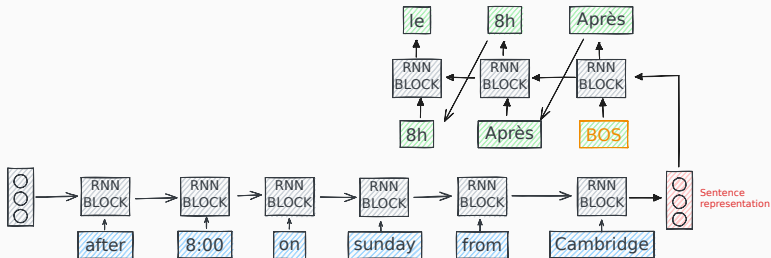 le 8h Après
RNN BLOCK RNN BLOCK RNN BLOCK
8h Après BOS
RNN BLOCK RNN BLOCK RNN BLOCK RNN BLOCK RNN BLOCK RNN BLOCK
Sentence
representation
after 8:00 on sunday from Cambridge